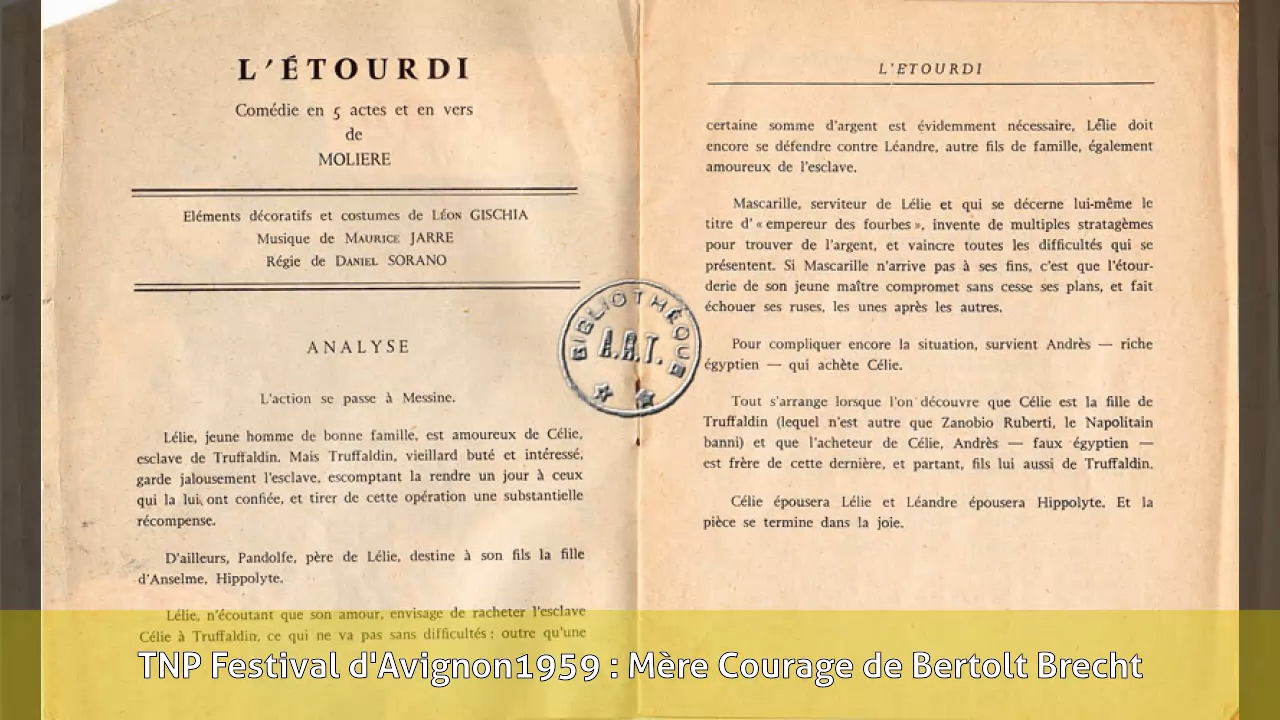 L'ÉTOURDI
Comédie en 5 actes et en vers
de
MOLIERE
Eléments décoratifs et costumes de LÉON GISCHIA
Musique de MAURICE JARRE
Régie de DANIEL SORANO
ANALYSE
L'action se passe à Messine.
Lélie, jeune homme de bonne famille, est amoureux de Célie,
esclave de Truffaldin. Mais Truffaldin, vieillard buté et intéressé,
garde jalousement l'esclave, escomptant la rendre un jour à ceux
qui la lui ont confiée, et tirer de cette opération une substantielle
récompense.
D'ailleurs, Pandolfe, père de Lélie, destine à son fils la fille
d'Anselme, Hippolyte.
Lélie, n'écoutant que son amour, envisage de racheter l'esclave
Célie à Truffaldin, ce qui ne va pas sans difficultés : outre qu'une
L'ETOURDI
certaine somme d'argent est évidemment nécessaire, Lélie doit
encore se défendre contre Léandre, autre fils de famille, également
amoureux de l'esclave.
Mascarille, serviteur de Lélie et qui se décerne lui-même le
titre d' « empereur des fourbes », invente de multiples stratagèmes
pour trouver de l'argent, et vaincre toutes les difficultés qui se
présentent. Si Mascarille n'arrive pas à ses fins, c'est que l'étour-
derie de son jeune maître compromet sans cesse ses plans, et fait
échouer ses ruses, les unes après les autres.
Pour compliquer encore la situation, survient Andrès — riche
égyptien — qui achète Célie.
Tout s'arrange lorsque l'on découvre que Célie est la fille de
Truffaldin (lequel n'est autre que Zanobio Ruberti, le Napolitain
banni) et que l'acheteur de Célie, Andrès — faux égyptien —
est frère de cette dernière, et partant, fils lui aussi de Truffaldin.
Célie épousera Lélie et Léandre épousera Hippolyte. Et la
pièce se termine dans la joie.
BIBLIOTHÈQUE
A.R.T.
TNP Festival d'Avignon1959 : Mère Courage de Bertolt Brecht